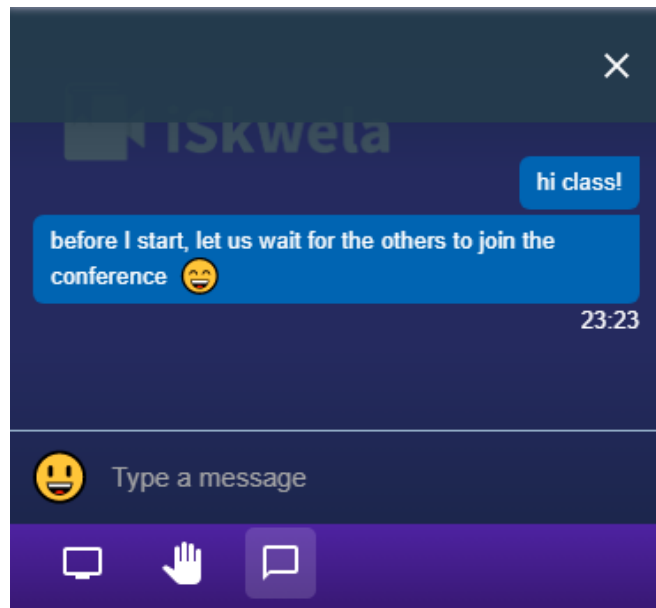 iSkwela
hi class!
before I start, let us wait for the others to join the
conference 😄
23:23
Type a message